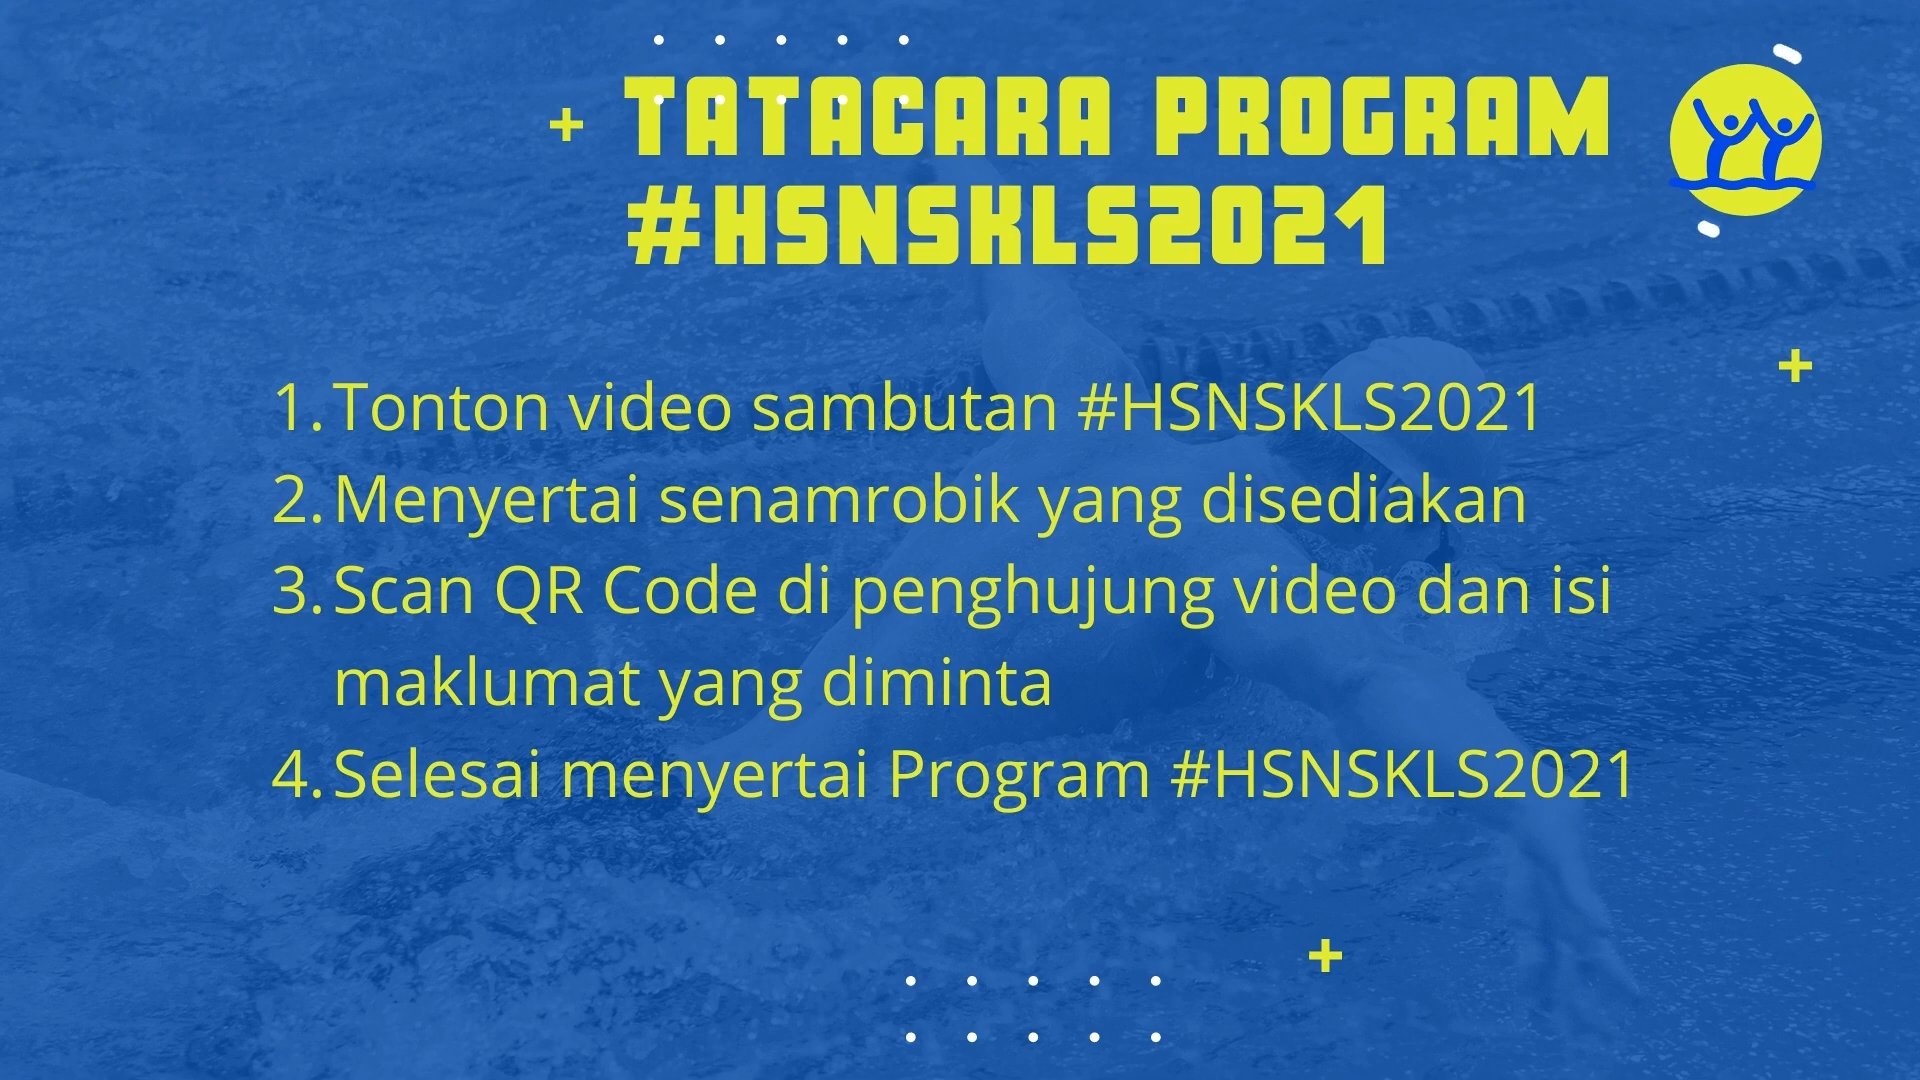 TATACARA PROGRAM
#HSNSKLS2021
1. Tonton video sambutan #HSNSKLS2021
2. Menyertai senamrobik yang disediakan
3. Scan QR Code di penghujung video dan isi
maklumat yang diminta
4. Selesai menyertai Program #HSNSKLS2021